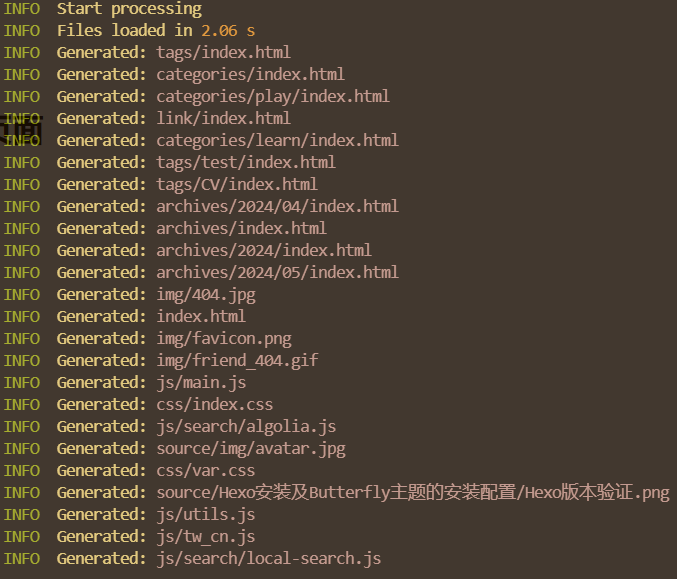 INFO  Start processing
INFO  Files loaded in 2.06 s
INFO  Generated: tags/index.html
INFO  Generated: categories/index.html
INFO  Generated: categories/play/index.html
INFO  Generated: link/index.html
INFO  Generated: categories/learn/index.html
INFO  Generated: tags/test/index.html
INFO  Generated: tags/CV/index.html
INFO  Generated: archives/2024/04/index.html
INFO  Generated: archives/index.html
INFO  Generated: archives/2024/index.html
INFO  Generated: archives/2024/05/index.html
INFO  Generated: img/404.jpg
INFO  Generated: index.html
INFO  Generated: img/favicon.png
INFO  Generated: img/friend_404.gif
INFO  Generated: js/main.js
INFO  Generated: css/index.css
INFO  Generated: js/search/algolia.js
INFO  Generated: source/img/avatar.jpg
INFO  Generated: css/var.css
INFO  Generated: source/Hexo安装及Butterfly主题的安装配置/Hexo版本验证.png
INFO  Generated: js/utils.js
INFO  Generated: js/tw_cn.js
INFO  Generated: js/search/local-search.js